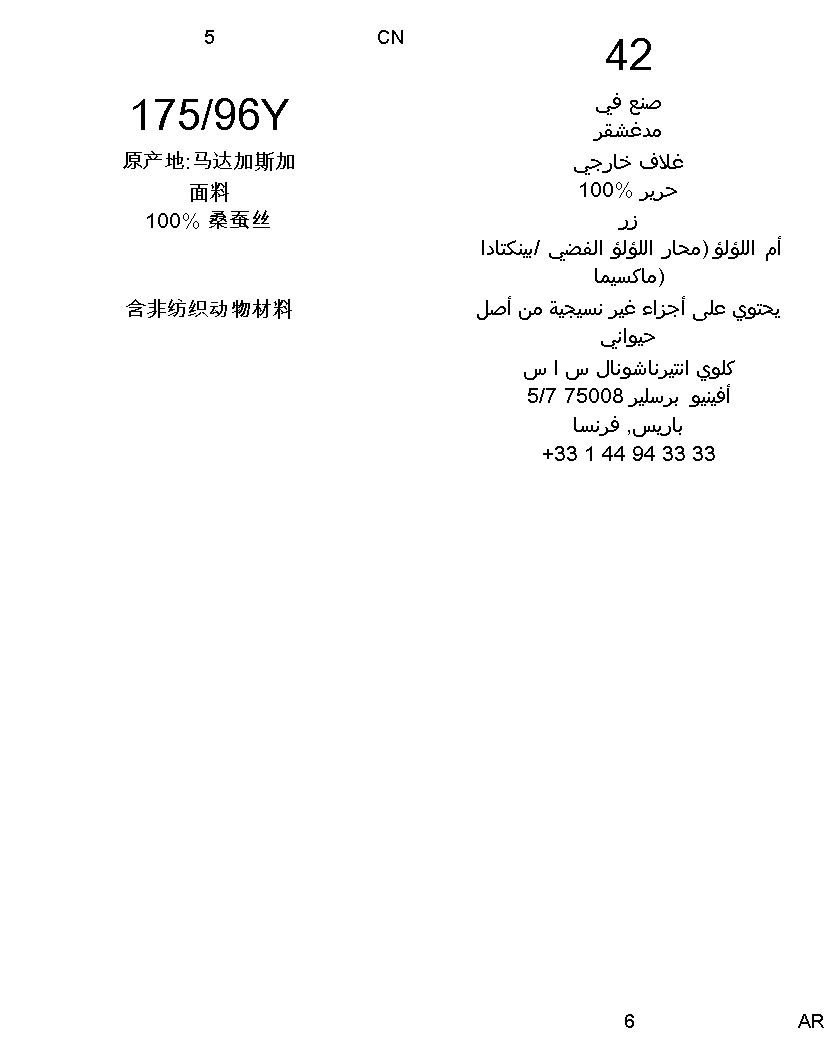 5
CN
175/96Y
原产地:马达加斯加
面料
100% 桑蚕丝
含非纺织动物材料
42
صنع في
مدغشقر
غلاف خارجي
100% حرير
زر
أم اللؤلؤ (محار اللؤلؤ الفضي /بينكتادا
ماكسيما)
يحتوي على أجزاء غير نسيجية من أصل
حيواني
كلوي انتيرناشونال س ا س
5/7 أفينيو برسلير 75008
باريس, فرنسا
+33 1 44 94 33 33
6
AR